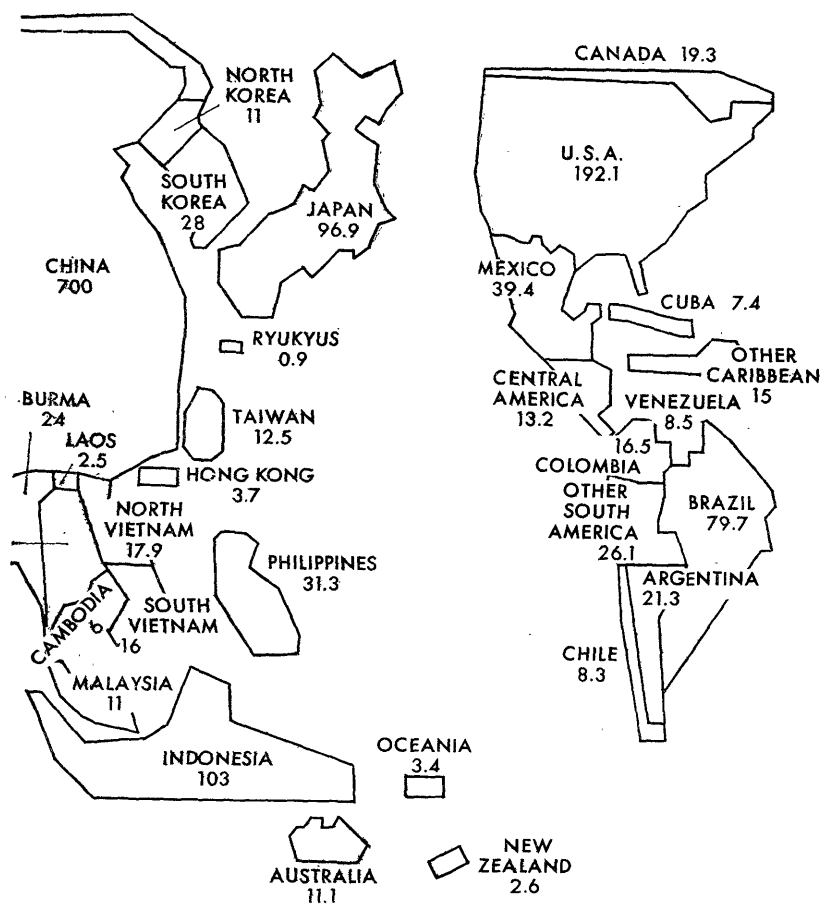 CANADA 19.3
NORTH
KOREA
11
U.S.A.
192.1
SOUTH
KOREA
28
JAPAN
96.9
CHINA
700
MEXICO
39.4
CUBA 7.4
RYUKYUS
0.9
OTHER
CARIBBEAN
15
CENTRAL
AMERICA
13.2
VENEZUELA
8.5
BURMA
24
TAIWAN
12.5
LAOS
2.5
16.5
COLOMBIA
HONG KONG
3.7
OTHER
SOUTH
AMERICA
26.1
BRAZIL
79.7
NORTH
VIETNAM
17.9
PHILIPPINES
31.3
ARGENTINA
21.3
CAMBODIA
6
SOUTH
VIETNAM
16
CHILE
8.3
MALAYSIA
11
INDONESIA
103
OCEANIA
3.4
AUSTRALIA
11.1
NEW
ZEALAND
2.6